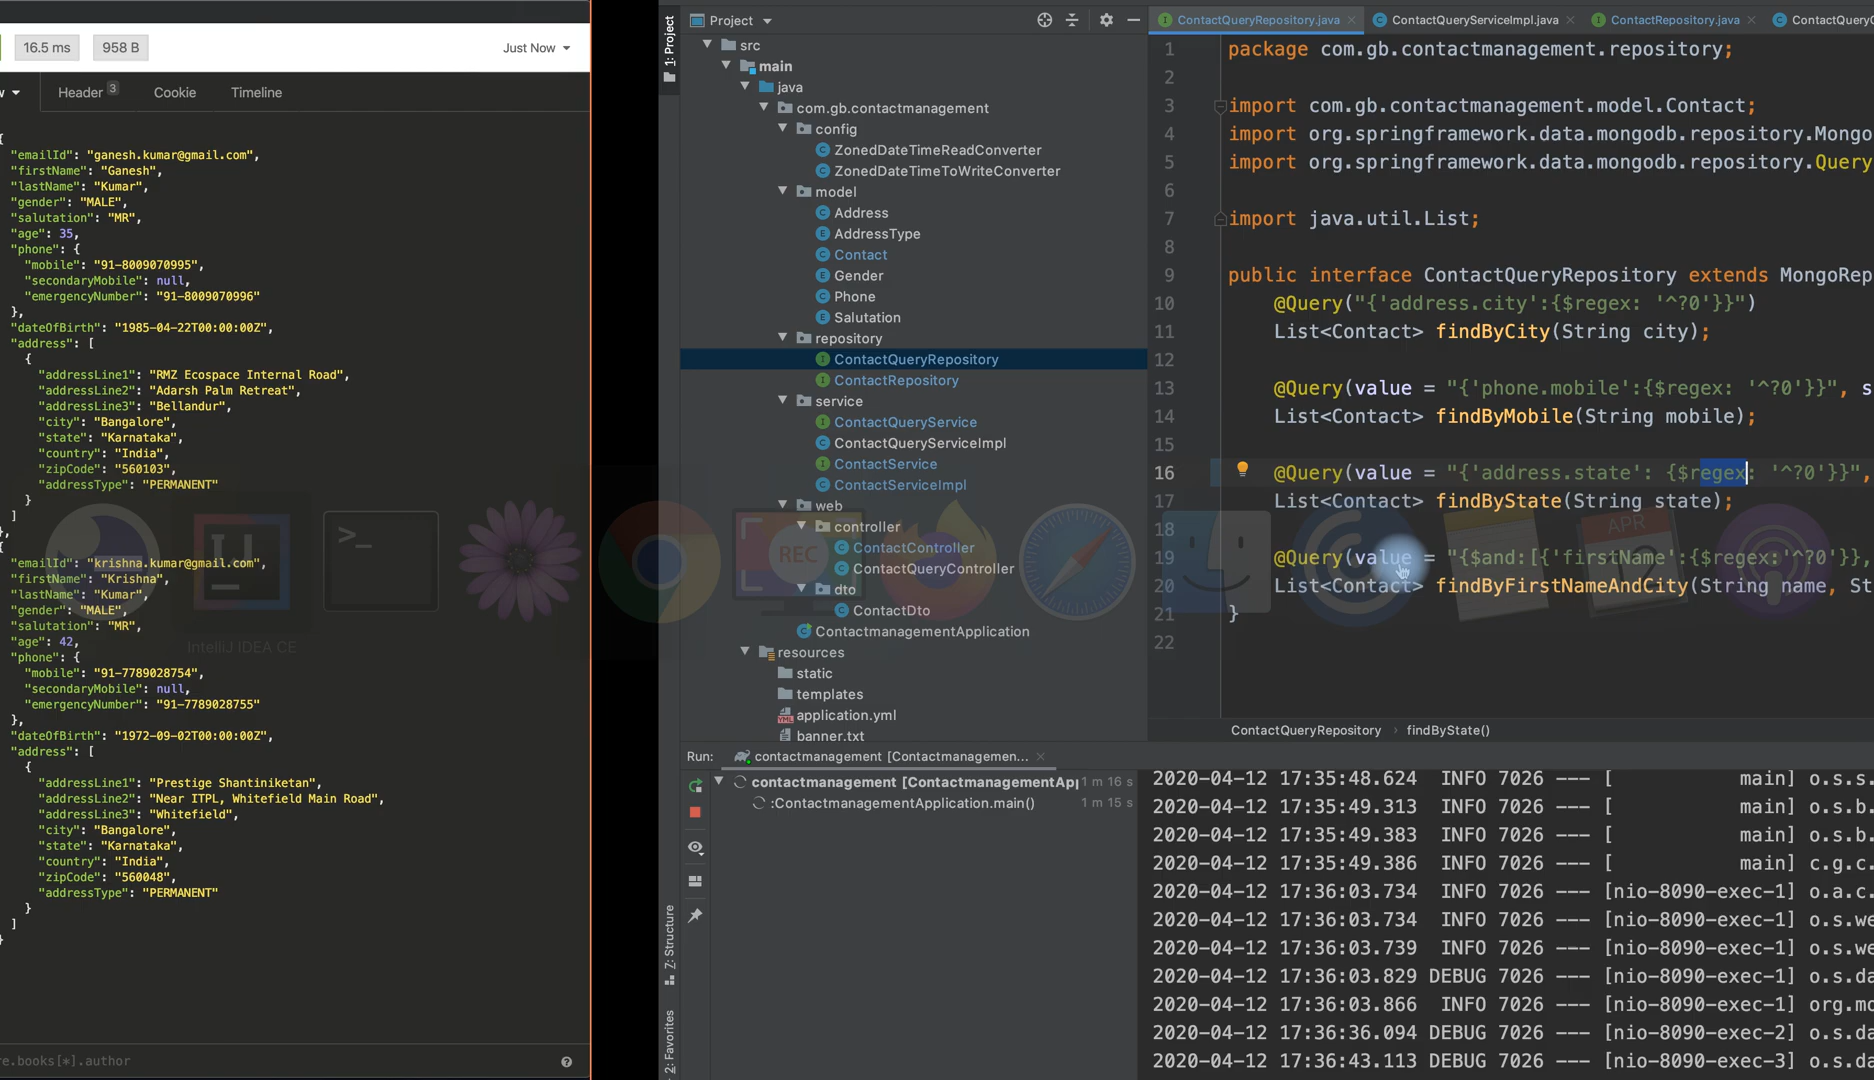 16.5 ms
958 B
Just Now
Header 3
Cookie
Timeline
{
"emailId": "ganesh.kumar@gmail.com",
"firstName": "Ganesh",
"lastName": "Kumar",
"gender": "MALE",
"salutation": "MR",
"age": 35,
"phone": {
"mobile": "91-8009070995",
"secondaryMobile": null,
"emergencyNumber": "91-8009070996"
},
"dateOfBirth": "1985-04-22T00:00:00Z",
"address": [
{
"addressLine1": "RMZ Ecospace Internal Road",
"addressLine2": "Adarsh Palm Retreat",
"addressLine3": "Bellandur",
"city": "Bangalore",
"state": "Karnataka",
"country": "India",
"zipCode": "560103",
"addressType": "PERMANENT"
}
]
},
{
"emailId": "krishna.kumar@gmail.com",
"firstName": "Krishna",
"lastName": "Kumar",
"gender": "MALE",
"salutation": "MR",
"age": 42,
"phone": {
"mobile": "91-7789028754",
"secondaryMobile": null,
"emergencyNumber": "91-7789028755"
},
"dateOfBirth": "1972-09-02T00:00:00Z",
"address": [
{
"addressLine1": "Prestige Shantiniketan",
"addressLine2": "Near ITPL, Whitefield Main Road",
"addressLine3": "Whitefield",
"city": "Bangalore",
"state": "Karnataka",
"country": "India",
"zipCode": "560048",
"addressType": "PERMANENT"
}
]
}
e.books[*].author
IntelliJ IDEA CE
REC
APR
1: Project
Z: Structure
2: Favorites
Project
src
main
java
com.gb.contactmanagement
config
ZonedDateTimeReadConverter
ZonedDateTimeToWriteConverter
model
Address
AddressType
Contact
Gender
Phone
Salutation
repository
ContactQueryRepository
ContactRepository
service
ContactQueryService
ContactQueryServiceImpl
ContactService
ContactServiceImpl
web
controller
ContactController
ContactQueryController
dto
ContactDto
ContactmanagementApplication
resources
static
templates
application.yml
banner.txt
ContactQueryRepository.java
ContactQueryServiceImpl.java
ContactRepository.java
ContactQuery
1 package com.gb.contactmanagement.repository;
2
3 import com.gb.contactmanagement.model.Contact;
4 import org.springframework.data.mongodb.repository.Mongo
5 import org.springframework.data.mongodb.repository.Query
6
7 import java.util.List;
8
9 public interface ContactQueryRepository extends MongoRep
10 @Query("{'address.city':{$regex: '^?0'}}")
11 List<Contact> findByCity(String city);
12
13 @Query(value = "{'phone.mobile':{$regex: '^?0'}}", s
14 List<Contact> findByMobile(String mobile);
15
16 @Query(value = "{'address.state': {$regex: '^?0'}}",
17 List<Contact> findByState(String state);
18
19 @Query(value = "{$and:[{'firstName':{$regex:'^?0'}},
20 List<Contact> findByFirstNameAndCity(String name, St
21 }
22
ContactQueryRepository › findByState()
Run: contactmanagement [Contactmanagemen...
contactmanagement [ContactmanagementAp 1 m 16 s
:ContactmanagementApplication.main() 1 m 15 s
2020-04-12 17:35:48.624 INFO 7026 --- [ main] o.s.s.
2020-04-12 17:35:49.313 INFO 7026 --- [ main] o.s.b.
2020-04-12 17:35:49.383 INFO 7026 --- [ main] o.s.b.
2020-04-12 17:35:49.386 INFO 7026 --- [ main] c.g.c.
2020-04-12 17:36:03.734 INFO 7026 --- [nio-8090-exec-1] o.a.c.
2020-04-12 17:36:03.734 INFO 7026 --- [nio-8090-exec-1] o.s.we
2020-04-12 17:36:03.739 INFO 7026 --- [nio-8090-exec-1] o.s.we
2020-04-12 17:36:03.829 DEBUG 7026 --- [nio-8090-exec-1] o.s.da
2020-04-12 17:36:03.866 INFO 7026 --- [nio-8090-exec-1] org.mo
2020-04-12 17:36:36.094 DEBUG 7026 --- [nio-8090-exec-2] o.s.da
2020-04-12 17:36:43.113 DEBUG 7026 --- [nio-8090-exec-3] o.s.da